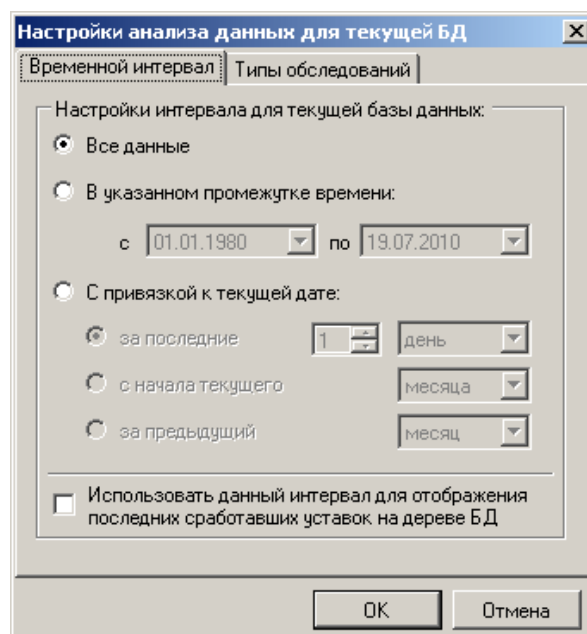 Настройки анализа данных для текущей БД
Временной интервал Типы обследований
Настройки интервала для текущей базы данных:
Все данные
В указанном промежутке времени:
с 01.01.1980 по 19.07.2010
С привязкой к текущей дате:
за последние 1 день
с начала текущего месяца
за предыдущий месяц
Использовать данный интервал для отображения
последних сработавших уставок на дереве БД
OK Отмена